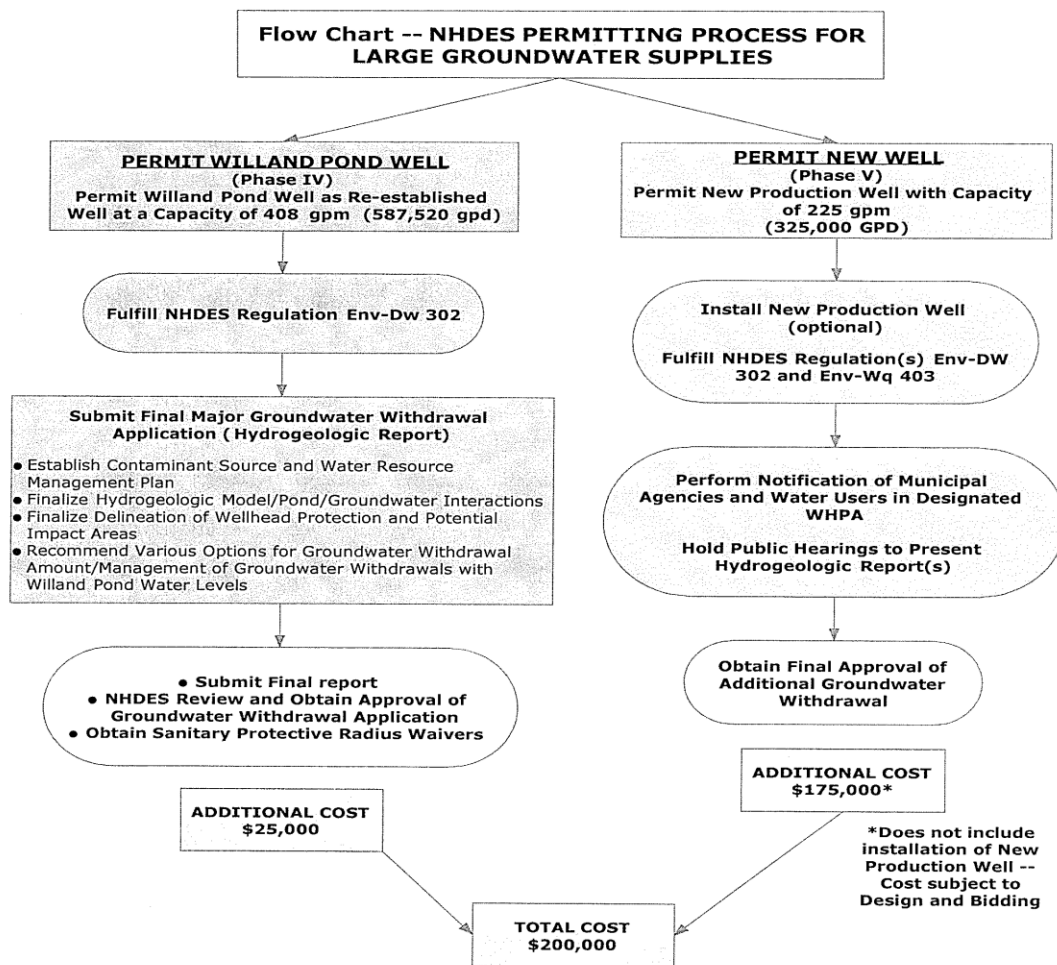 Flow Chart -- NHDES PERMITTING PROCESS FOR
LARGE GROUNDWATER SUPPLIES
PERMIT WILLAND POND WELL
(Phase IV)
Permit Willand Pond Well as Re-established
Well at a Capacity of 408 gpm (587,520 gpd)
Fulfill NHDES Regulation Env-Dw 302
Submit Final Major Groundwater Withdrawal
Application (Hydrogeologic Report)
● Establish Contaminant Source and Water Resource
Management Plan
● Finalize Hydrogeologic Model/Pond/Groundwater Interactions
● Finalize Delineation of Wellhead Protection and Potential
Impact Areas
● Recommend Various Options for Groundwater Withdrawal
Amount/Management of Groundwater Withdrawals with
Willand Pond Water Levels
● Submit Final report
● NHDES Review and Obtain Approval of
Groundwater Withdrawal Application
● Obtain Sanitary Protective Radius Waivers
ADDITIONAL COST
$25,000
PERMIT NEW WELL
(Phase V)
Permit New Production Well with Capacity
of 225 gpm
(325,000 GPD)
Install New Production Well
(optional)
Fulfill NHDES Regulation(s) Env-DW
302 and Env-Wq 403
Perform Notification of Municipal
Agencies and Water Users in Designated
WHPA
Hold Public Hearings to Present
Hydrogeologic Report(s)
Obtain Final Approval of
Additional Groundwater
Withdrawal
ADDITIONAL COST
$175,000*
*Does not include
installation of New
Production Well --
Cost subject to
Design and Bidding
TOTAL COST
$200,000